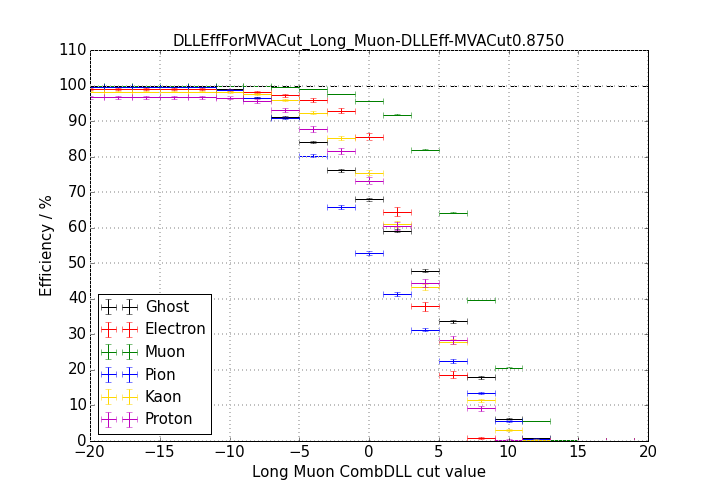 DLLEffForMVACut_Long_Muon-DLLEff-MVACut0.8750
110
100
90
80
70
60
50
40
30
20
10
0
Efficiency / %
Ghost
Electron
Muon
Pion
Kaon
Proton
−20 −15 −10 −5 0 5 10 15 20
Long Muon CombDLL cut value